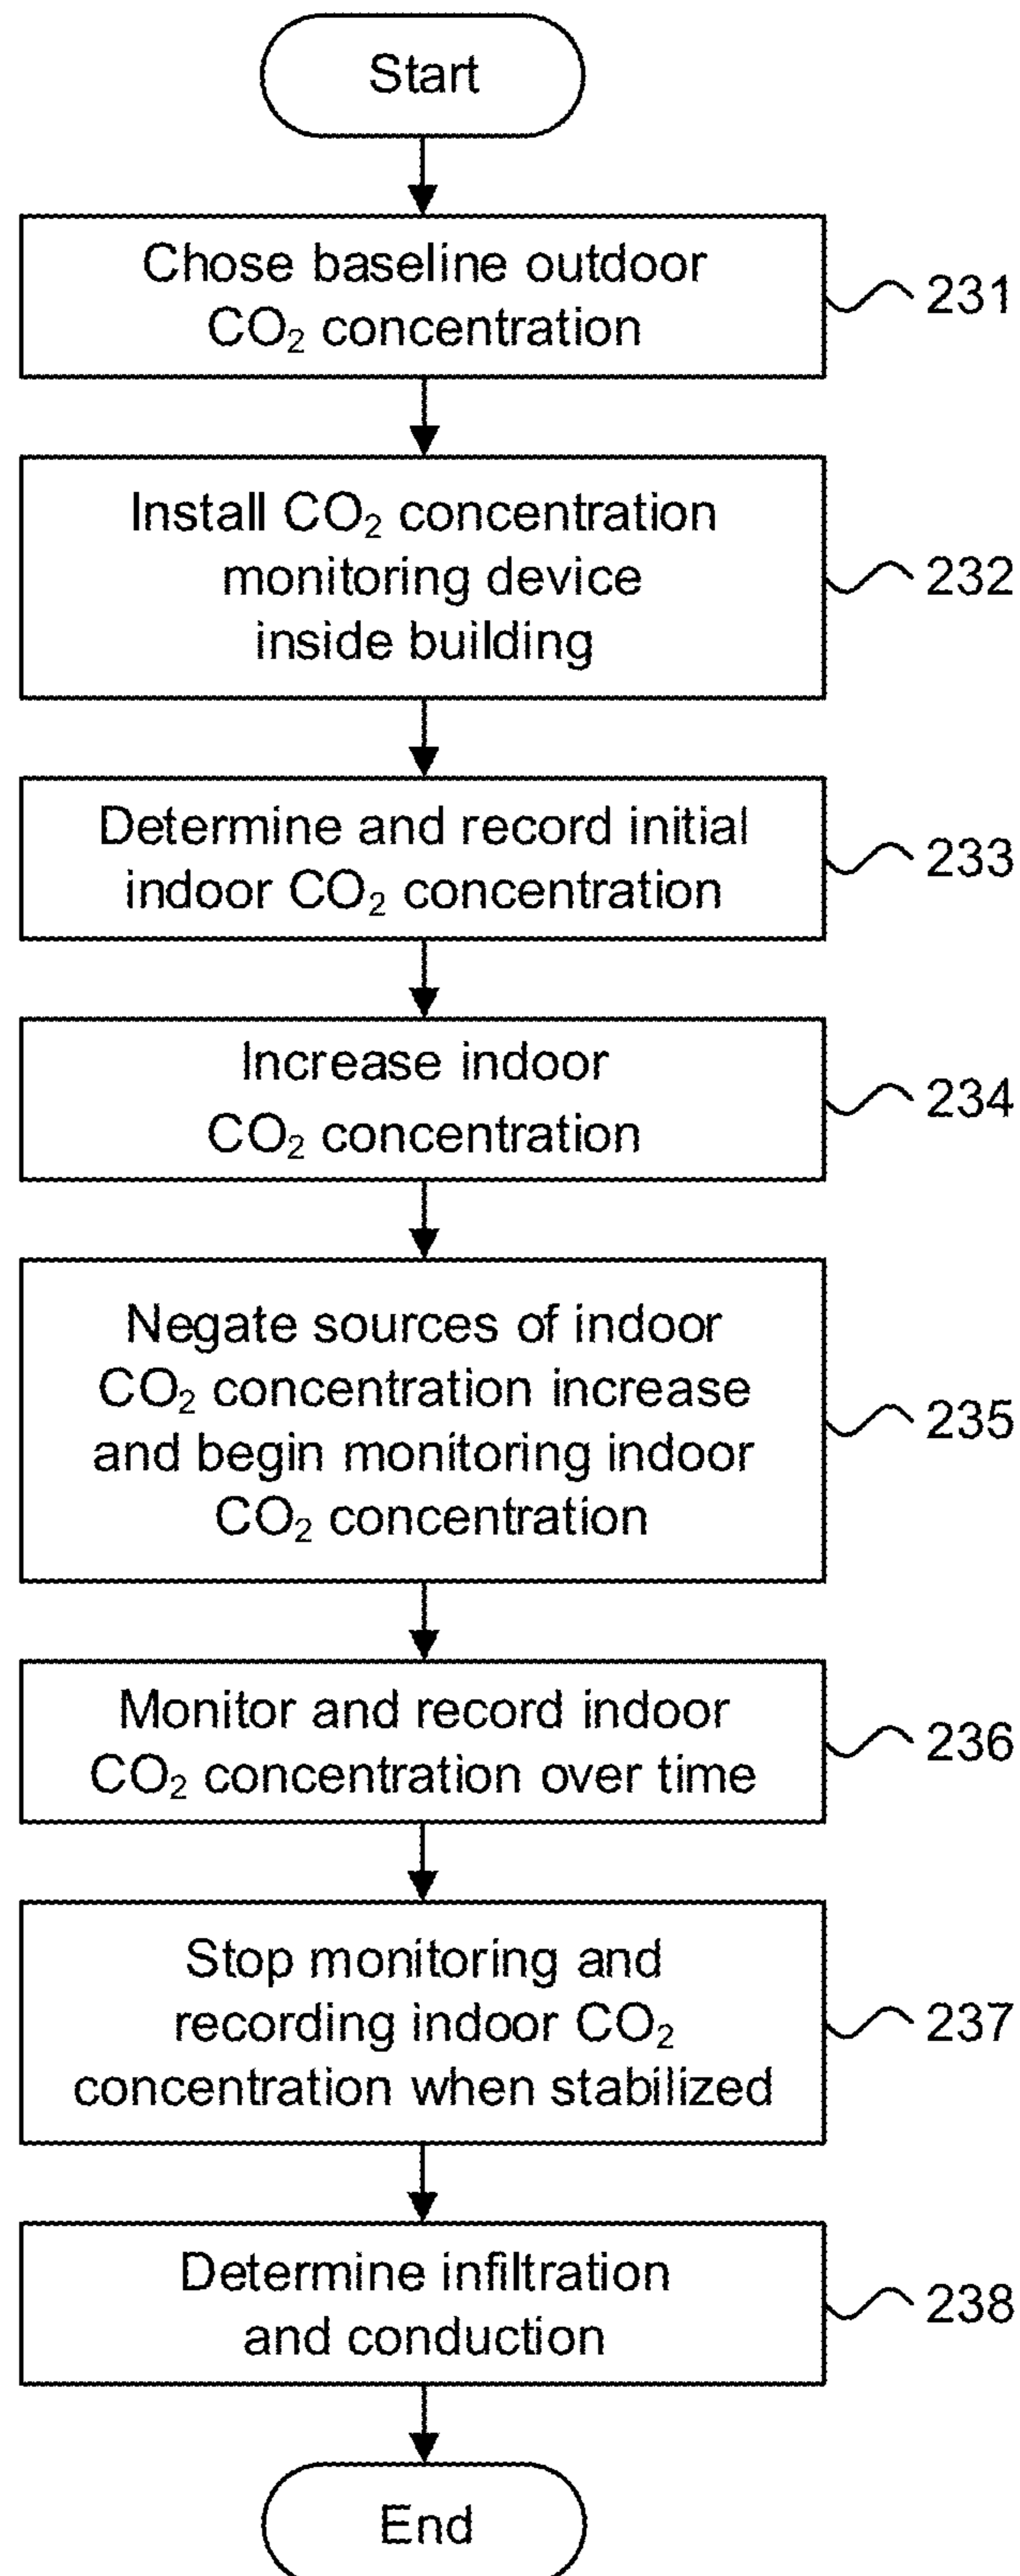 Start
Chose baseline outdoor
CO₂ concentration
231
Install CO₂ concentration
monitoring device
inside building
232
Determine and record initial
indoor CO₂ concentration
233
Increase indoor
CO₂ concentration
234
Negate sources of indoor
CO₂ concentration increase
and begin monitoring indoor
CO₂ concentration
235
Monitor and record indoor
CO₂ concentration over time
236
Stop monitoring and
recording indoor CO₂
concentration when stabilized
237
Determine infiltration
and conduction
238
End